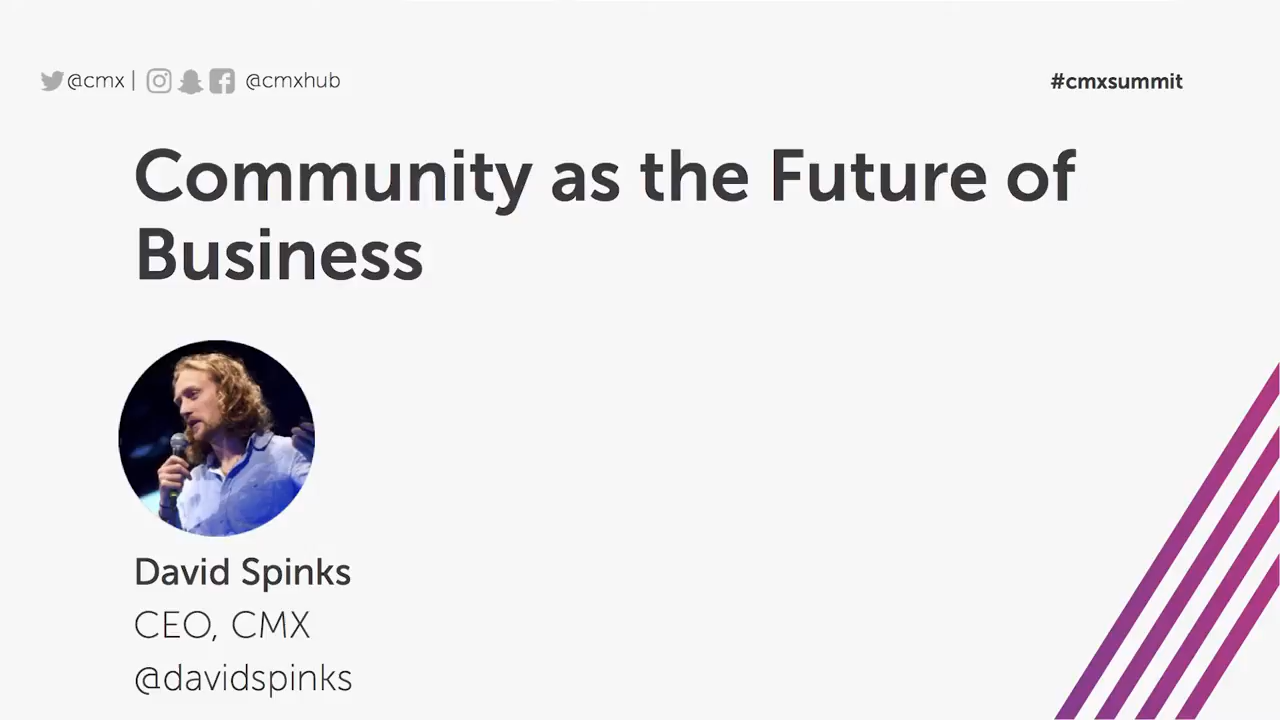 @cmx | @cmxhub
#cmxsummit
Community as the Future of
Business
David Spinks
CEO, CMX
@davidspinks